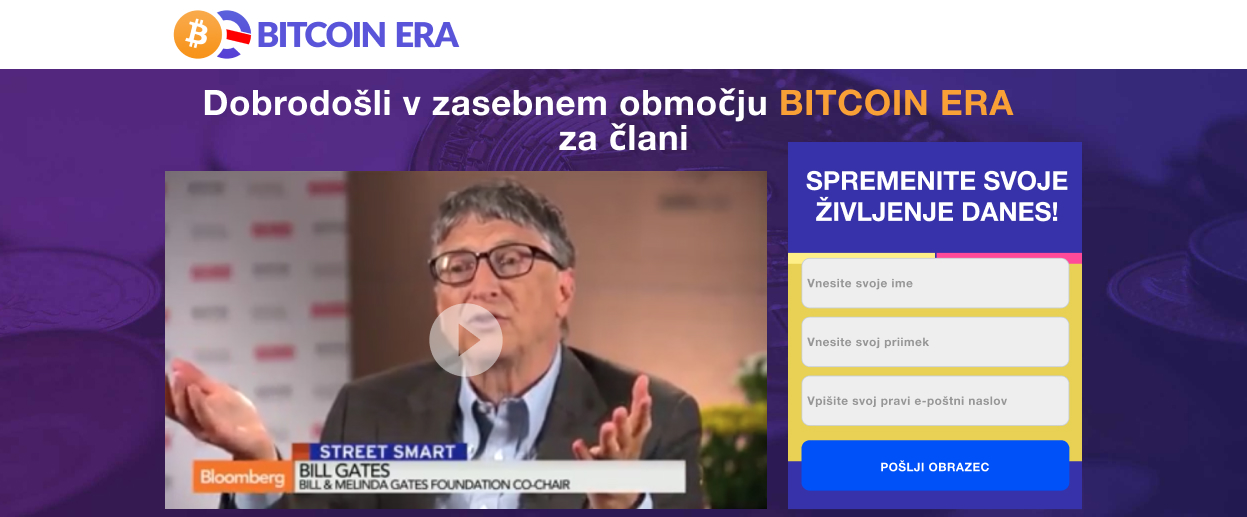 BITCOIN ERA
Dobrodošli v zasebnem območju BITCOIN ERA
za člani
SPREMENITE SVOJE
ŽIVLJENJE DANES!
Vnesite svoje ime
Vnesite svoj priimek
Vpišite svoj pravi e-poštni naslov
POŠLJI OBRAZEC
STREET SMART
Bloomberg
BILL GATES
BILL & MELINDA GATES FOUNDATION CO-CHAIR